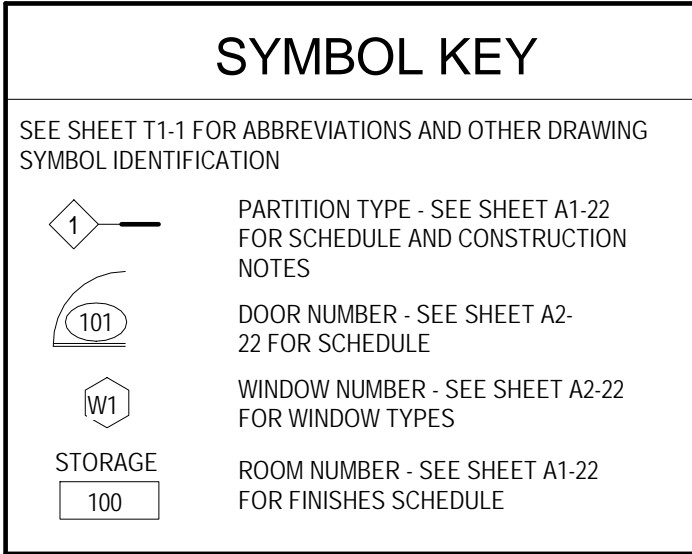 SYMBOL KEY
SEE SHEET T1-1 FOR ABBREVIATIONS AND OTHER DRAWING
SYMBOL IDENTIFICATION
1
PARTITION TYPE - SEE SHEET A1-22
FOR SCHEDULE AND CONSTRUCTION
NOTES
101
DOOR NUMBER - SEE SHEET A2-
22 FOR SCHEDULE
W1
WINDOW NUMBER - SEE SHEET A2-22
FOR WINDOW TYPES
STORAGE
100
ROOM NUMBER - SEE SHEET A1-22
FOR FINISHES SCHEDULE